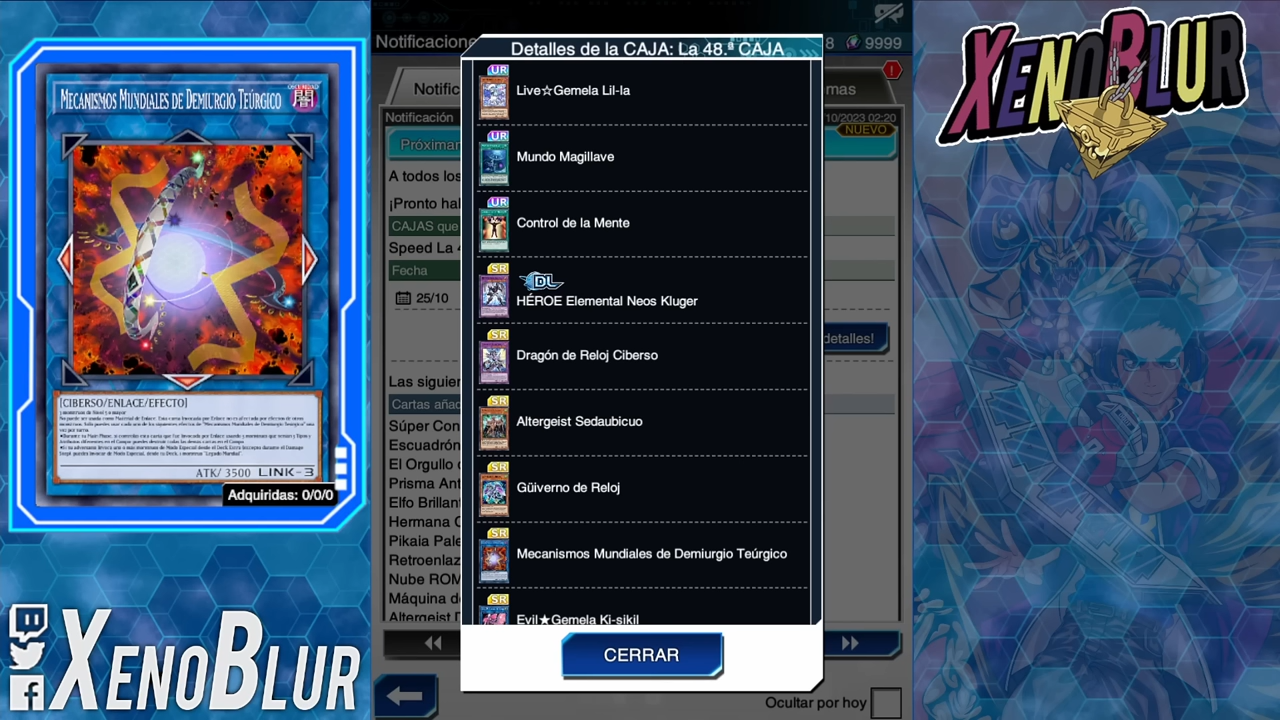 MECANISMOS MUNDIALES DE DEMIURGIO TEÚRGICO
闇
[CIBERSO/ENLACE/EFECTO]
ATK/ 3500 LINK-3
Adquiridas: 0/0/0
XENOBLUR
Notificaciones
8
9999
Notific
mas
Notificación
10/2023 02:20
NUEVO
Próximar
A todos los
¡Pronto hal
CAJAS que
Speed La 4
Fecha
25/10
detalles!
Las siguien
Cartas añad
Súper Con
Escuadrón
El Orgullo
Prisma Ant
Elfo Brillan
Hermana C
Pikaia Pale
Retroenlaz
Nube ROM
Máquina d
Altergeist D
Detalles de la CAJA: La 48.ª CAJA
UR
Live☆Gemela Lil-la
UR
Mundo Magillave
UR
Control de la Mente
SR
DL
HÉROE Elemental Neos Kluger
SR
Dragón de Reloj Ciberso
SR
Altergeist Sedaubicuo
SR
Güiverno de Reloj
SR
Mecanismos Mundiales de Demiurgio Teúrgico
SR
Evil★Gemela Ki-sikil
CERRAR
Ocultar por hoy
XENOBLUR